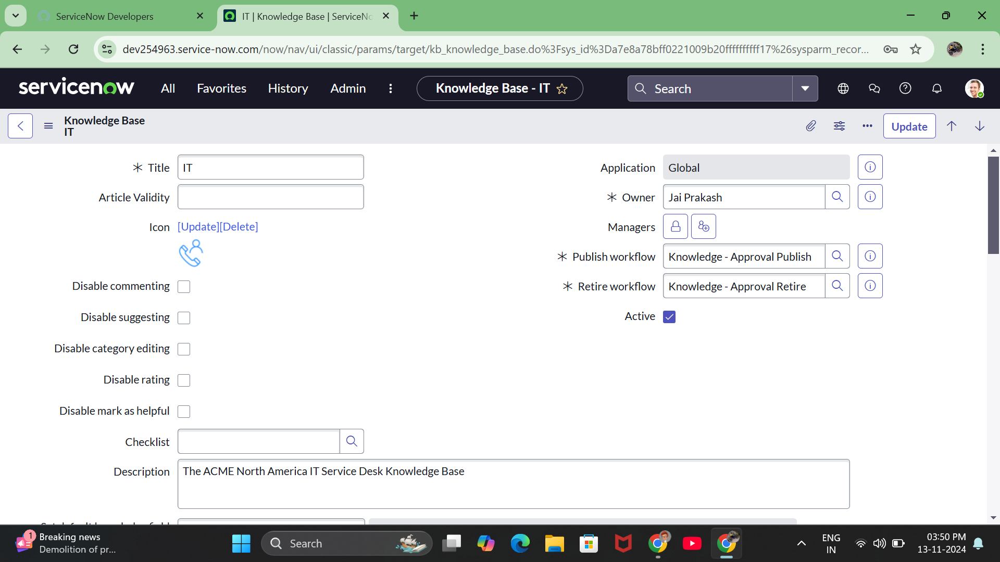 ServiceNow Developers
IT | Knowledge Base | ServiceNo
dev254963.service-now.com/now/nav/ui/classic/params/target/kb_knowledge_base.do%3Fsys_id%3Da7e8a78bff0221009b20ffffffffff17%26sysparm_recor...
servicenow
All
Favorites
History
Admin
Knowledge Base - IT
Search
Knowledge Base
IT
Update
Title
IT
Application
Global
Article Validity
Owner
Jai Prakash
Icon
[Update][Delete]
Managers
Publish workflow
Knowledge - Approval Publish
Disable commenting
Retire workflow
Knowledge - Approval Retire
Disable suggesting
Active
Disable category editing
Disable rating
Disable mark as helpful
Checklist
Description
The ACME North America IT Service Desk Knowledge Base
1
Breaking news
Demolition of pr...
Search
ENG
IN
03:50 PM
13-11-2024